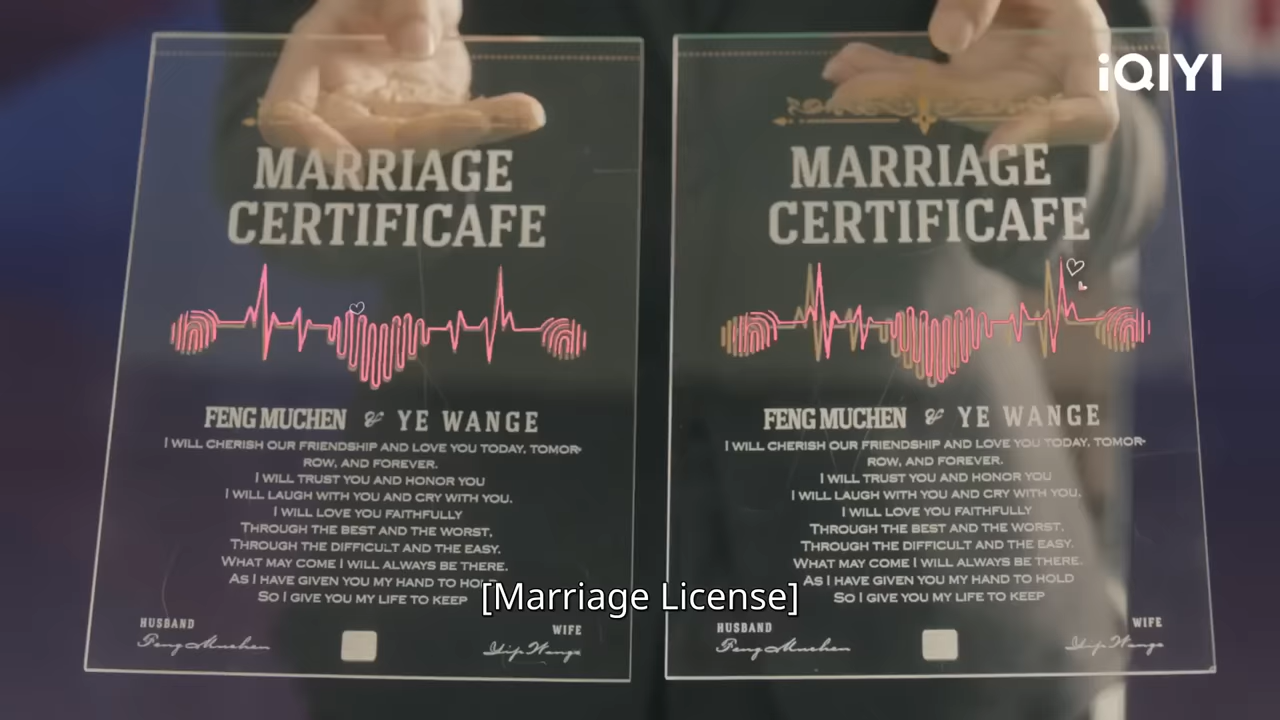 iQIYI
MARRIAGE
CERTIFICAFE
FENG MUCHEN & YE WANGE
I WILL CHERISH OUR FRIENDSHIP AND LOVE YOU TODAY, TOMOR-
ROW, AND FOREVER.
I WILL TRUST YOU AND HONOR YOU
I WILL LAUGH WITH YOU AND CRY WITH YOU.
I WILL LOVE YOU FAITHFULLY
THROUGH THE BEST AND THE WORST,
THROUGH THE DIFFICULT AND THE EASY.
WHAT MAY COME I WILL ALWAYS BE THERE.
AS I HAVE GIVEN YOU MY HAND TO HOLD
SO I GIVE YOU MY LIFE TO KEEP
HUSBAND
Feng Muchen
WIFE
MARRIAGE
CERTIFICAFE
FENG MUCHEN & YE WANGE
I WILL CHERISH OUR FRIENDSHIP AND LOVE YOU TODAY, TOMOR-
ROW, AND FOREVER.
I WILL TRUST YOU AND HONOR YOU
I WILL LAUGH WITH YOU AND CRY WITH YOU.
I WILL LOVE YOU FAITHFULLY
THROUGH THE BEST AND THE WORST.
THROUGH THE DIFFICULT AND THE EASY.
WHAT MAY COME I WILL ALWAYS BE THERE.
AS I HAVE GIVEN YOU MY HAND TO HOLD
SO I GIVE YOU MY LIFE TO KEEP
HUSBAND
Feng Muchen
WIFE
[Marriage License]